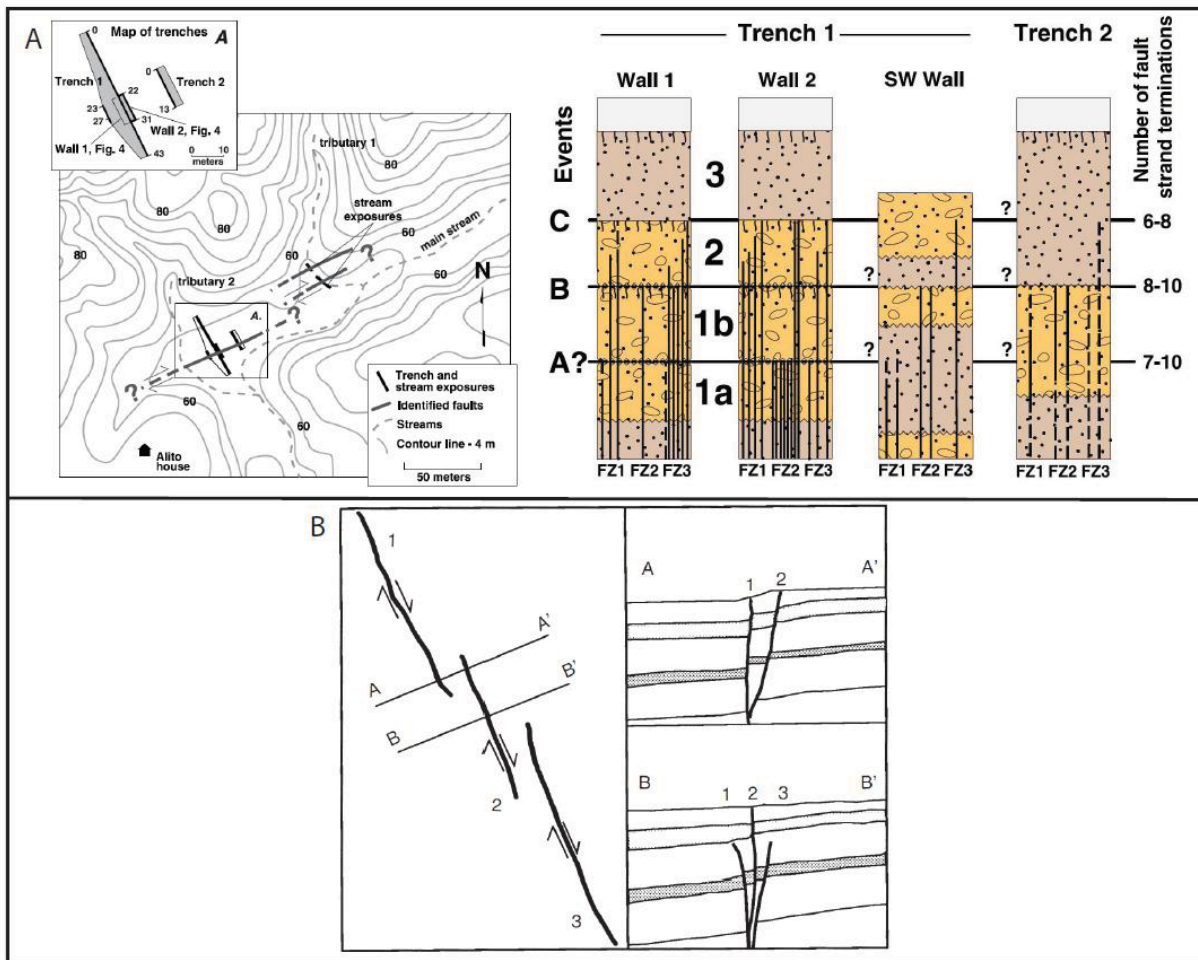 A
Map of trenches
A
0
Trench 1
0
Trench 2
22
13
23
27
31
Wall 2, Fig. 4
Wall 1, Fig. 4
43
0 10
meters
tributary 1
80
80
80
80
stream
exposures
60
main stream
60
60
?
tributary 2
N
A.
?
?
60
60
Alito
house
Trench and
stream exposures
Identified faults
Streams
Contour line - 4 m
50 meters
Trench 1
Trench 2
Wall 1
Wall 2
SW Wall
Events
Number of fault
strand terminations
3
C
?
6-8
2
B
?
?
8-10
1b
A?
?
?
7-10
1a
FZ1 FZ2 FZ3
FZ1 FZ2 FZ3
FZ1 FZ2 FZ3
FZ1 FZ2 FZ3
B
1
A'
B'
A
B
2
3
A
A'
1 2
B
B'
1 2 3